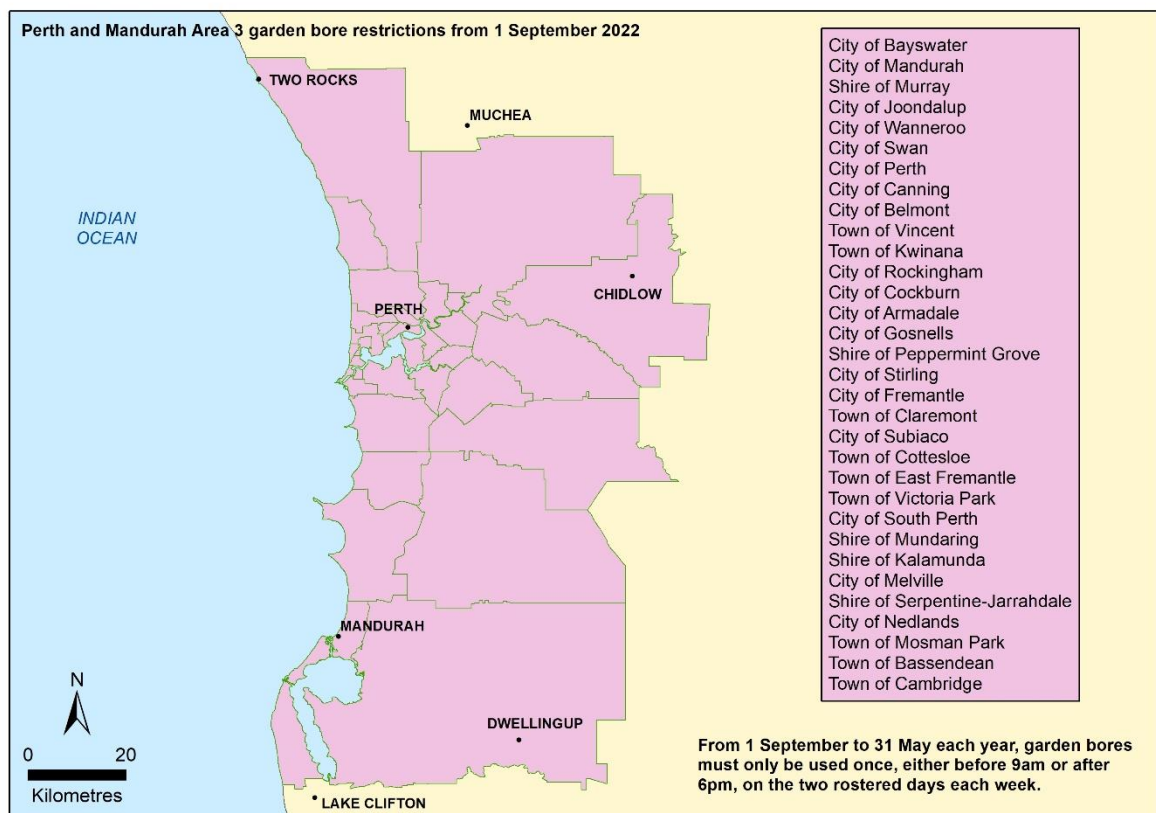 Perth and Mandurah Area 3 garden bore restrictions from 1 September 2022
TWO ROCKS
MUCHEA
INDIAN
OCEAN
CHIDLOW
PERTH
MANDURAH
DWELLINGUP
LAKE CLIFTON
N
0 20
Kilometres
City of Bayswater
City of Mandurah
Shire of Murray
City of Joondalup
City of Wanneroo
City of Swan
City of Perth
City of Canning
City of Belmont
Town of Vincent
Town of Kwinana
City of Rockingham
City of Cockburn
City of Armadale
City of Gosnells
Shire of Peppermint Grove
City of Stirling
City of Fremantle
Town of Claremont
City of Subiaco
Town of Cottesloe
Town of East Fremantle
Town of Victoria Park
City of South Perth
Shire of Mundaring
Shire of Kalamunda
City of Melville
Shire of Serpentine-Jarrahdale
City of Nedlands
Town of Mosman Park
Town of Bassendean
Town of Cambridge
From 1 September to 31 May each year, garden bores
must only be used once, either before 9am or after
6pm, on the two rostered days each week.